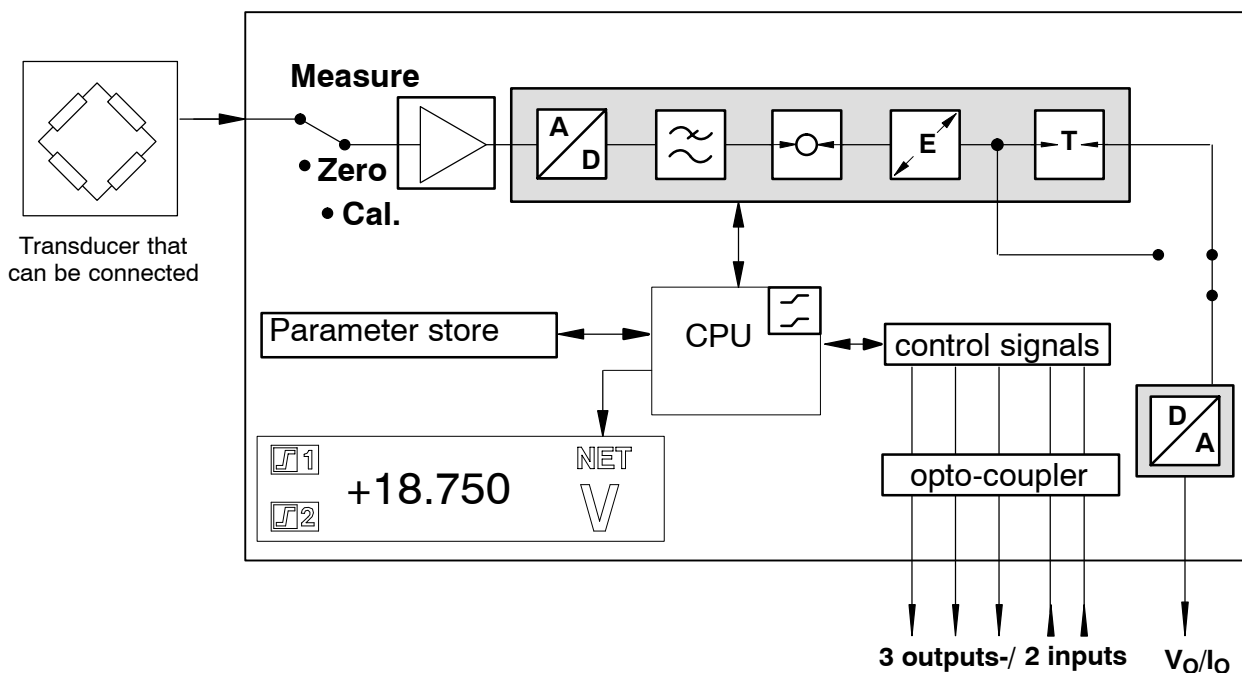 Measure
Zero
Cal.
A
D
E
T
Transducer that
can be connected
Parameter store
CPU
control signals
D
A
1
NET
+18.750
V
2
opto-coupler
3 outputs-/ 2 inputs
VO/IO